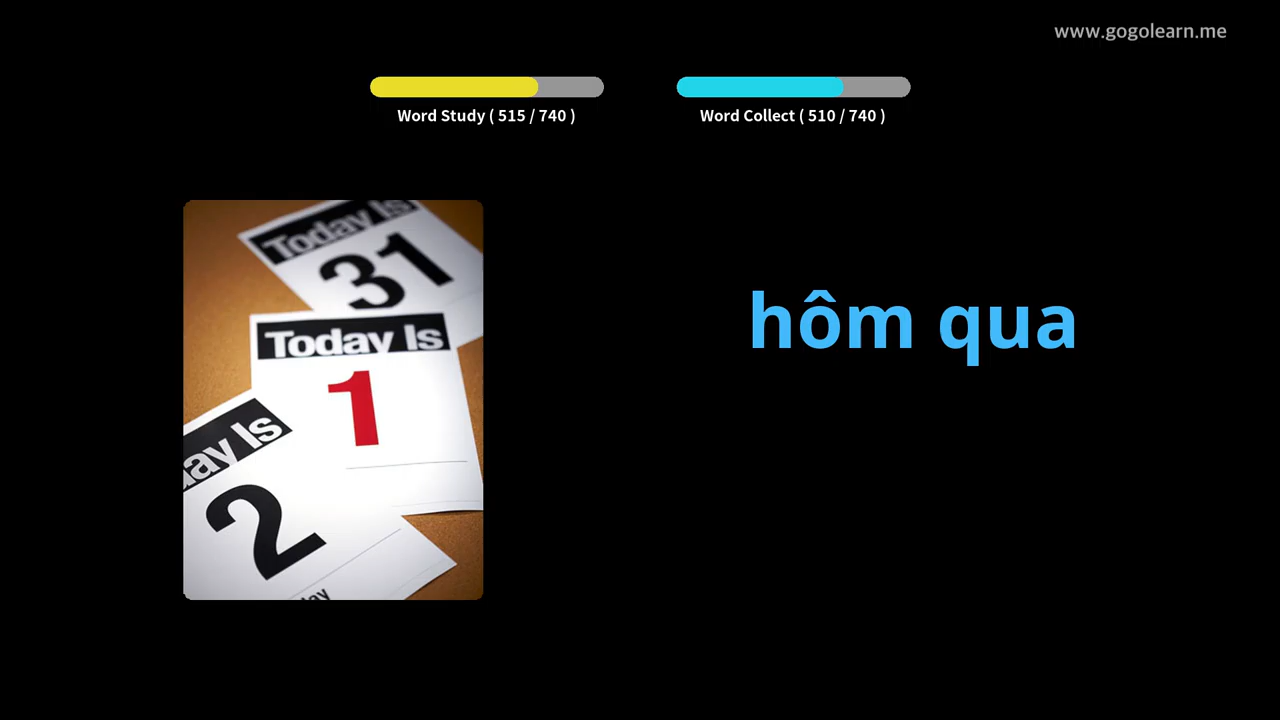 www.gogolearn.me
Word Study ( 515 / 740 )
Word Collect ( 510 / 740 )
Today Is
31
Today Is
1
hôm qua
ay Is
2